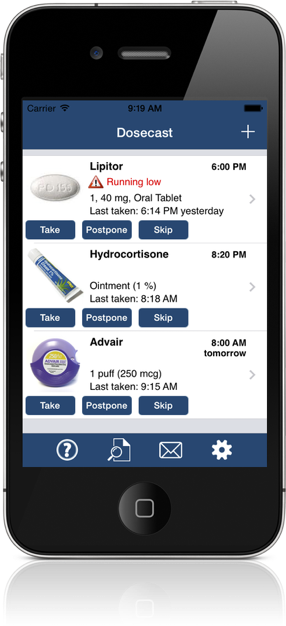 Carrier 9:19 AM
Dosecast +
Lipitor 6:00 PM
Running low
1, 40 mg, Oral Tablet
Last taken: 6:14 PM yesterday
Take Postpone Skip
Hydrocortisone 8:20 PM
Ointment (1 %)
Last taken: 8:18 AM
Take Postpone Skip
Advair 8:00 AM
tomorrow
1 puff (250 mcg)
Last taken: 9:15 AM
Take Postpone Skip